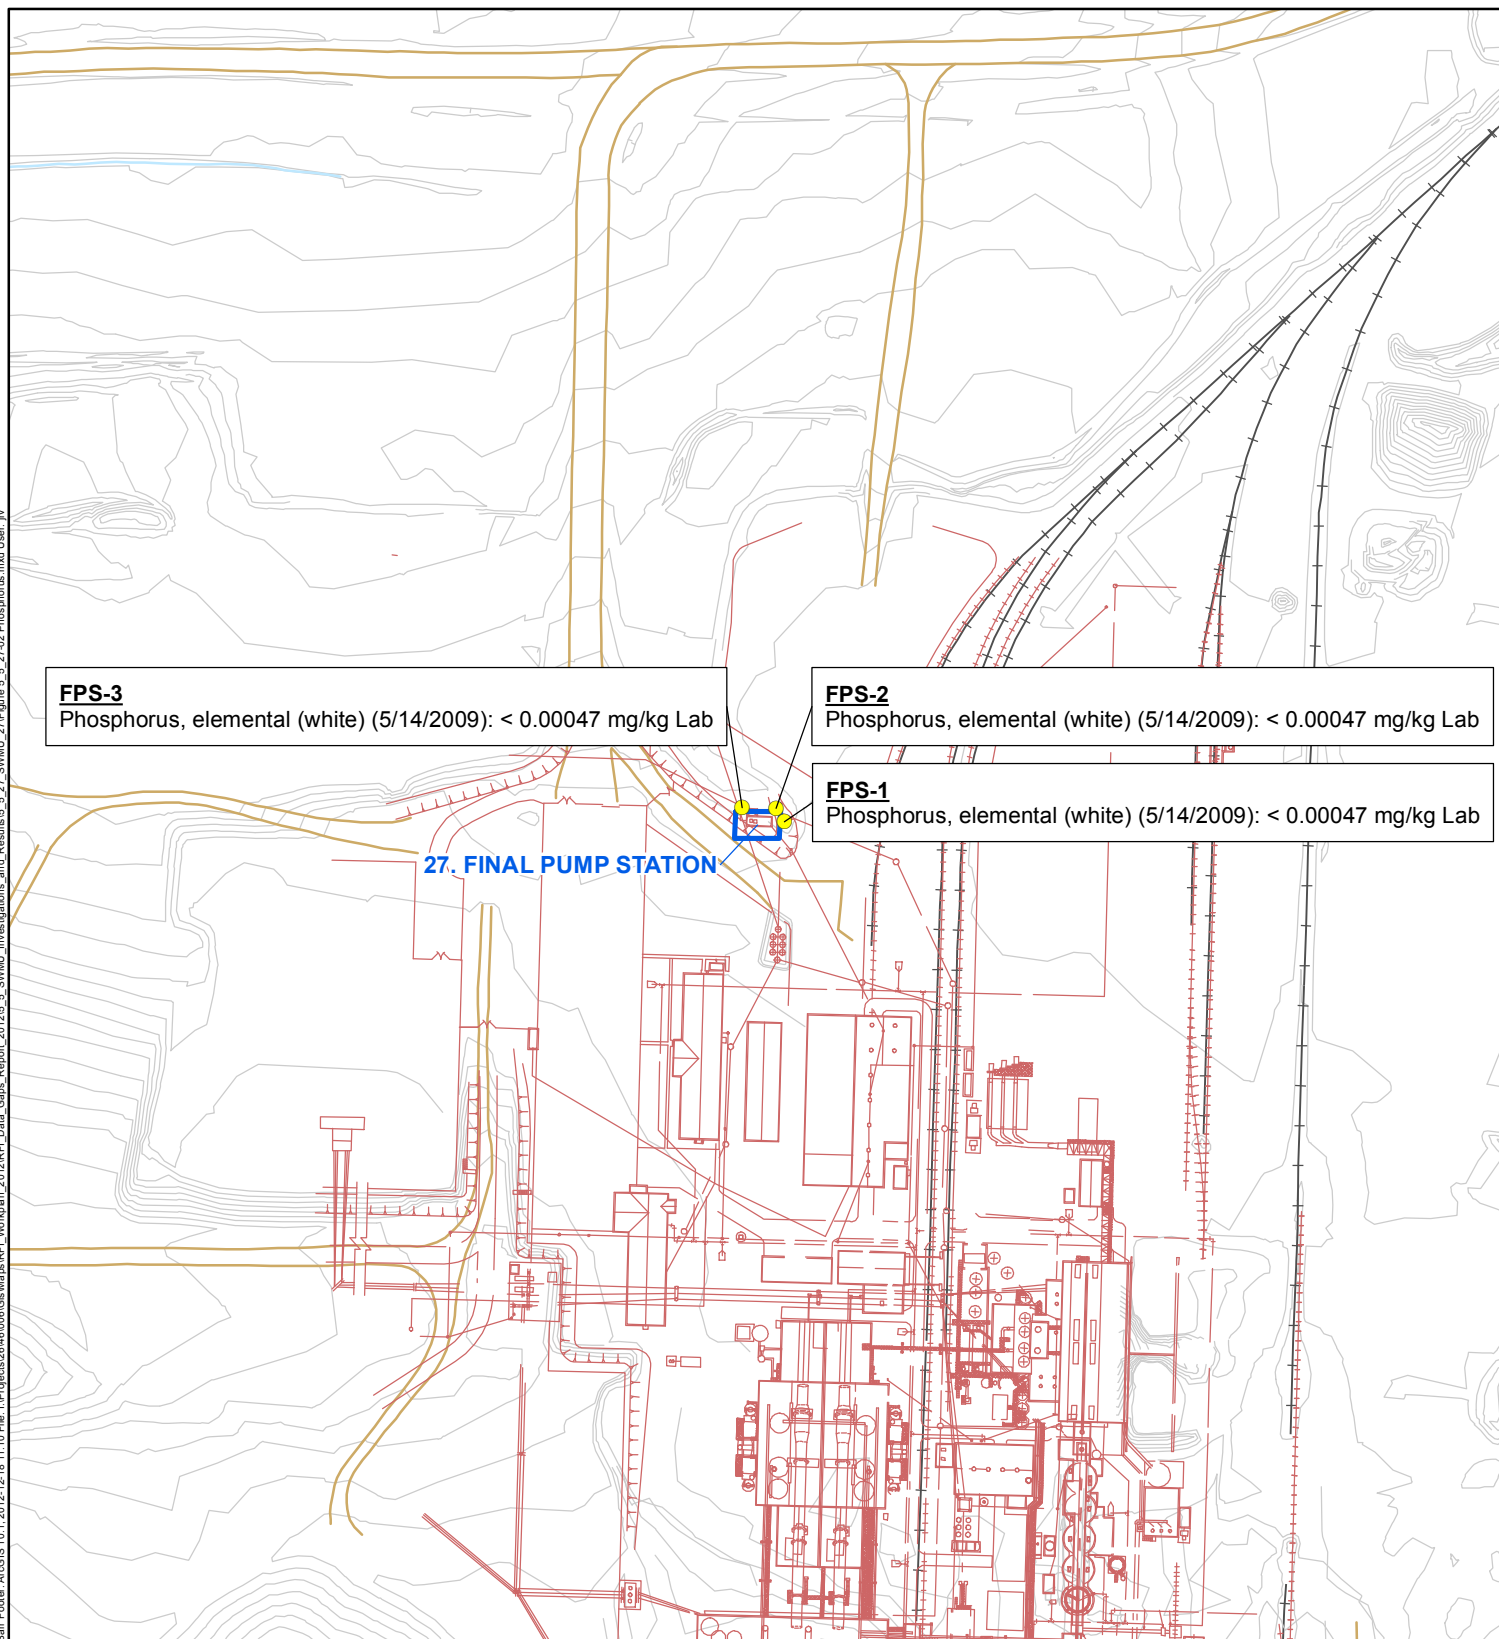 FPS-3
Phosphorus, elemental (white) (5/14/2009): < 0.00047 mg/kg Lab
FPS-2
Phosphorus, elemental (white) (5/14/2009): < 0.00047 mg/kg Lab
FPS-1
Phosphorus, elemental (white) (5/14/2009): < 0.00047 mg/kg Lab
27. FINAL PUMP STATION